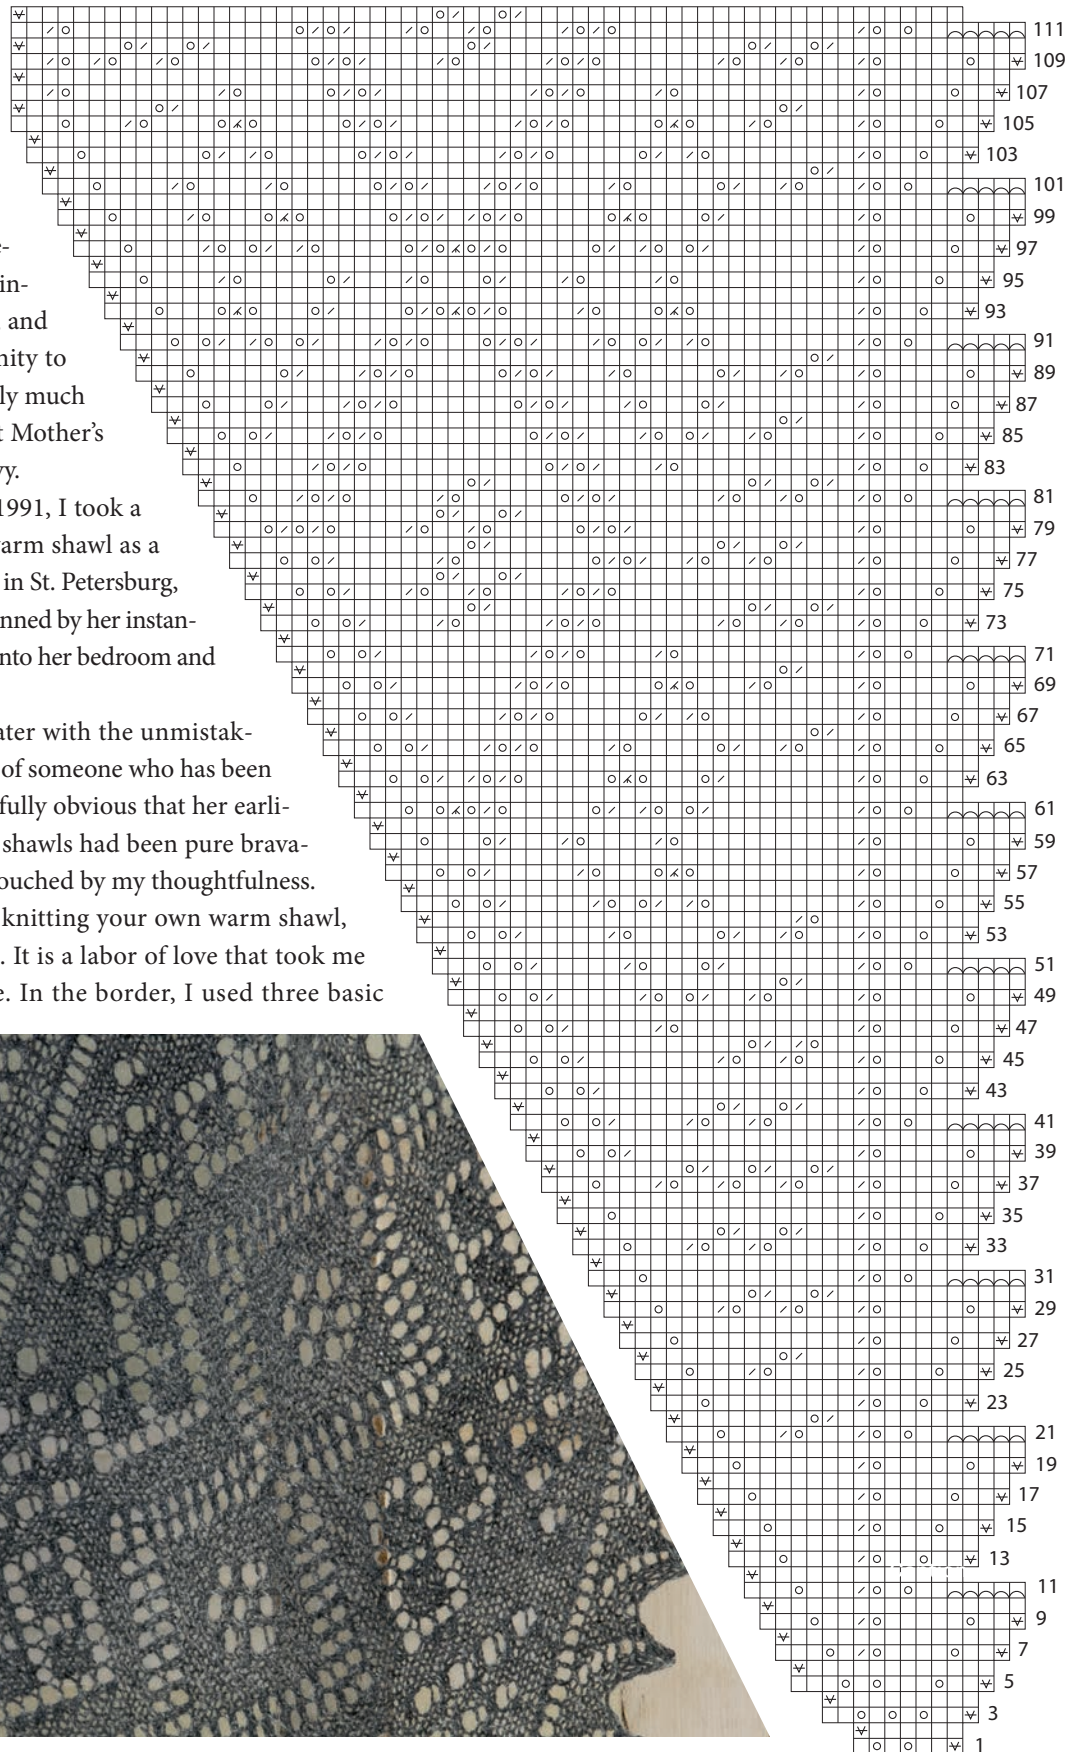 111
109
107
105
103
101
99
e-
97
in-
95
and
93
nity to
91
89
ly much
87
t Mother's
85
vy.
83
1991, I took a
81
varm shawl as a
79
in St. Petersburg,
77
75
nned by her instan-
73
nto her bedroom and
71
69
67
ater with the unmistak-
65
of someone who has been
63
fully obvious that her earli-
61
shawls had been pure brava-
59
ouched by my thoughtfulness.
57
55
knitting your own warm shawl,
53
. It is a labor of love that took me
51
e. In the border, I used three basic
49
47
45
43
41
39
37
35
33
31
29
27
25
23
21
19
17
15
13
11
9
7
5
3
1